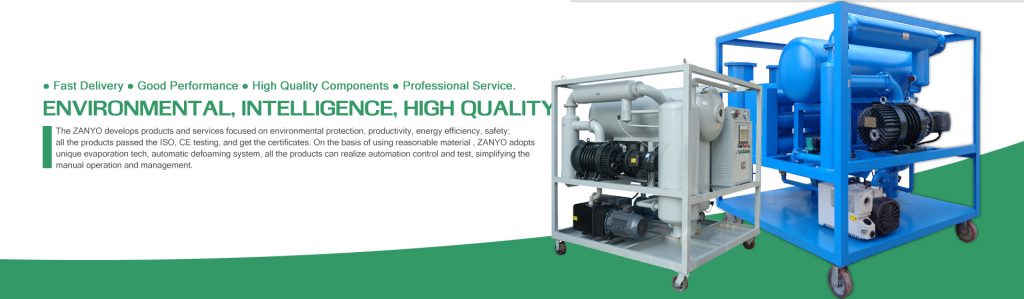 ● Fast Delivery ● Good Performance ● High Quality Components ● Professional Service.
ENVIRONMENTAL, INTELLIGENCE, HIGH QUALITY
The ZANYO develops products and services focused on environmental protection, productivity, energy efficiency, safety;
all the products passed the ISO, CE testing, and get the certificates. On the basis of using reasonable material , ZANYO adopts
unique evaporation tech, automatic defoaming system, all the products can realize automation control and test, simplifying the
manual operation and management.